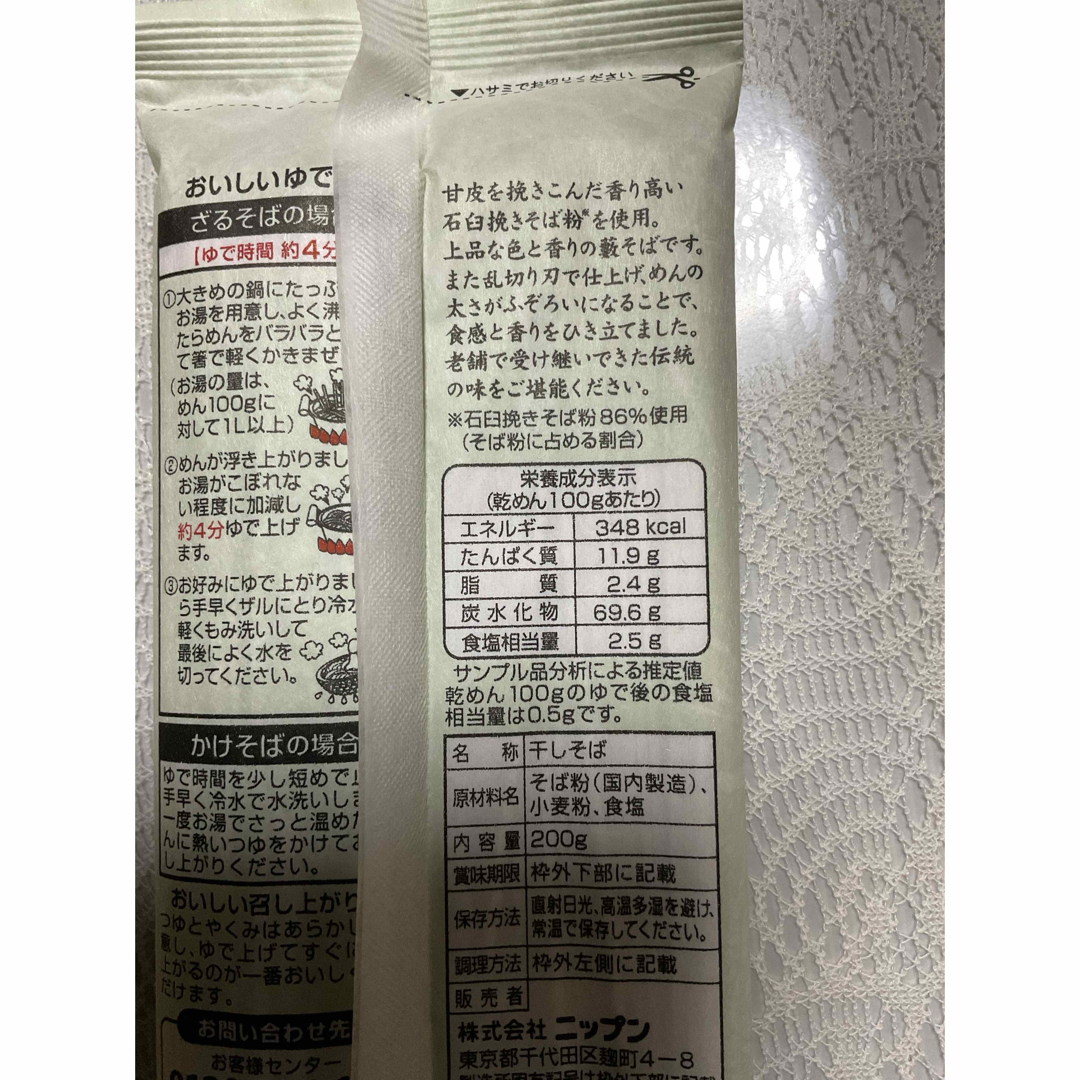 ▼ハサミでお切りください
おいしいゆで
ざるそばの場合
【ゆで時間 約4分
①大きめの鍋にたっぷ
お湯を用意し、よく沸
たらめんをバラバラと
て箸で軽くかきまぜ
(お湯の量は、
めん100gに
対して1L以上)
②めんが浮き上がりまし
お湯がこぼれな
い程度に加減し
約4分ゆで上げ
ます。
③お好みにゆで上がりまし
ら手早くザルにとり冷水
軽くもみ洗いして
最後によく水を
切ってください。
かけそばの場合
ゆで時間を少し短めで止
手早く冷水で水洗いしま
一度お湯でさっと温めた
んに熱いつゆをかけてお
し上がりください。
おいしい召し上がり
つゆとやくみはあらかじ
意し、ゆで上げてすぐに
上がるのが一番おいしく
だけます。
お問い合わせ先
お客様センター
甘皮を挽きこんだ香り高い
石臼挽きそば粉※を使用。
上品な色と香りの藪そばです。
また乱切り刃で仕上げ、めんの
太さがふぞろいになることで、
食感と香りをひき立てました。
老舗で受け継いできた伝統
の味をご堪能ください。
※石臼挽きそば粉86%使用
(そば粉に占める割合)
栄養成分表示
(乾めん100gあたり)
エネルギー 348kcal
たんぱく質 11.9g
脂質 2.4g
炭水化物 69.6g
食塩相当量 2.5g
サンプル品分析による推定値
乾めん100gのゆで後の食塩
相当量は0.5gです。
名称 干しそば
原材料名 そば粉(国内製造)、
小麦粉、食塩
内容量 200g
賞味期限 枠外下部に記載
保存方法 直射日光、高温多湿を避け、
常温で保存してください。
調理方法 枠外左側に記載
販売者
株式会社 ニップン
東京都千代田区麹町4-8
製造所固有記号は枠外下部に記載